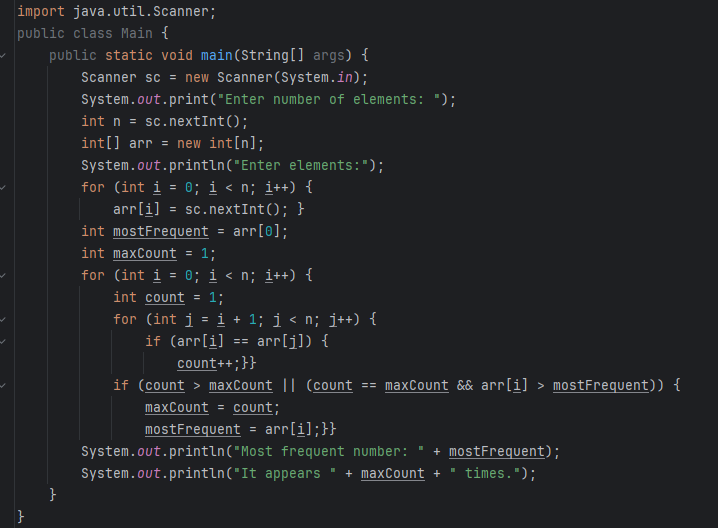 import java.util.Scanner;
public class Main {
    public static void main(String[] args) {
        Scanner sc = new Scanner(System.in);
        System.out.print("Enter number of elements: ");
        int n = sc.nextInt();
        int[] arr = new int[n];
        System.out.println("Enter elements:");
        for (int i = 0; i < n; i++) {
            arr[i] = sc.nextInt(); }
        int mostFrequent = arr[0];
        int maxCount = 1;
        for (int i = 0; i < n; i++) {
            int count = 1;
            for (int j = i + 1; j < n; j++) {
                if (arr[i] == arr[j]) {
                    count++;}}
            if (count > maxCount || (count == maxCount && arr[i] > mostFrequent)) {
                maxCount = count;
                mostFrequent = arr[i];}}
        System.out.println("Most frequent number: " + mostFrequent);
        System.out.println("It appears " + maxCount + " times.");
    }
}